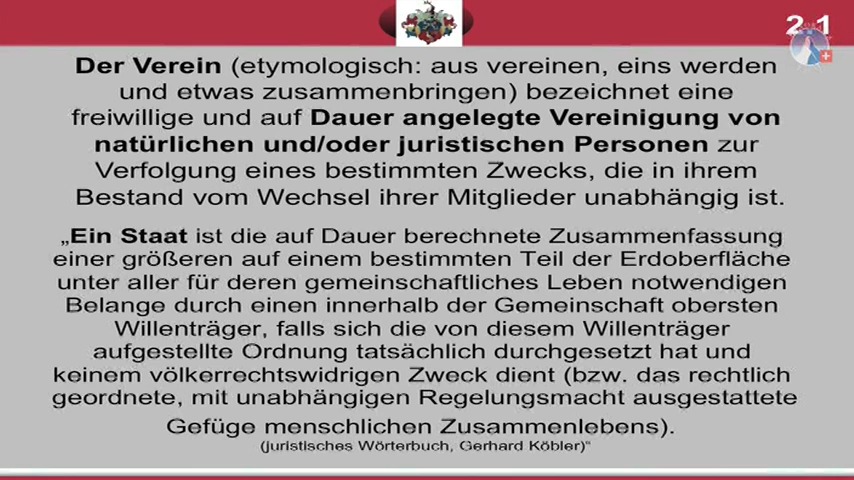 2 1
Der Verein (etymologisch: aus vereinen, eins werden
und etwas zusammenbringen) bezeichnet eine
freiwillige und auf Dauer angelegte Vereinigung von
natürlichen und/oder juristischen Personen zur
Verfolgung eines bestimmten Zwecks, die in ihrem
Bestand vom Wechsel ihrer Mitglieder unabhängig ist.
„Ein Staat ist die auf Dauer berechnete Zusammenfassung
einer größeren auf einem bestimmten Teil der Erdoberfläche
unter aller für deren gemeinschaftliches Leben notwendigen
Belange durch einen innerhalb der Gemeinschaft obersten
Willenträger, falls sich die von diesem Willenträger
aufgestellte Ordnung tatsächlich durchgesetzt hat und
keinem völkerrechtswidrigen Zweck dient (bzw. das rechtlich
geordnete, mit unabhängigen Regelungsmacht ausgestattete
Gefüge menschlichen Zusammenlebens).
(juristisches Wörterbuch, Gerhard Köbler)“